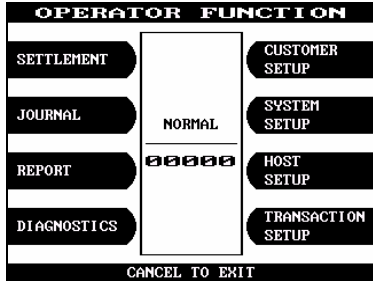 OPERATOR FUNCTION
SETTLEMENT
JOURNAL
REPORT
DIAGNOSTICS
NORMAL
00000
CUSTOMER
SETUP
SYSTEM
SETUP
HOST
SETUP
TRANSACTION
SETUP
CANCEL TO EXIT